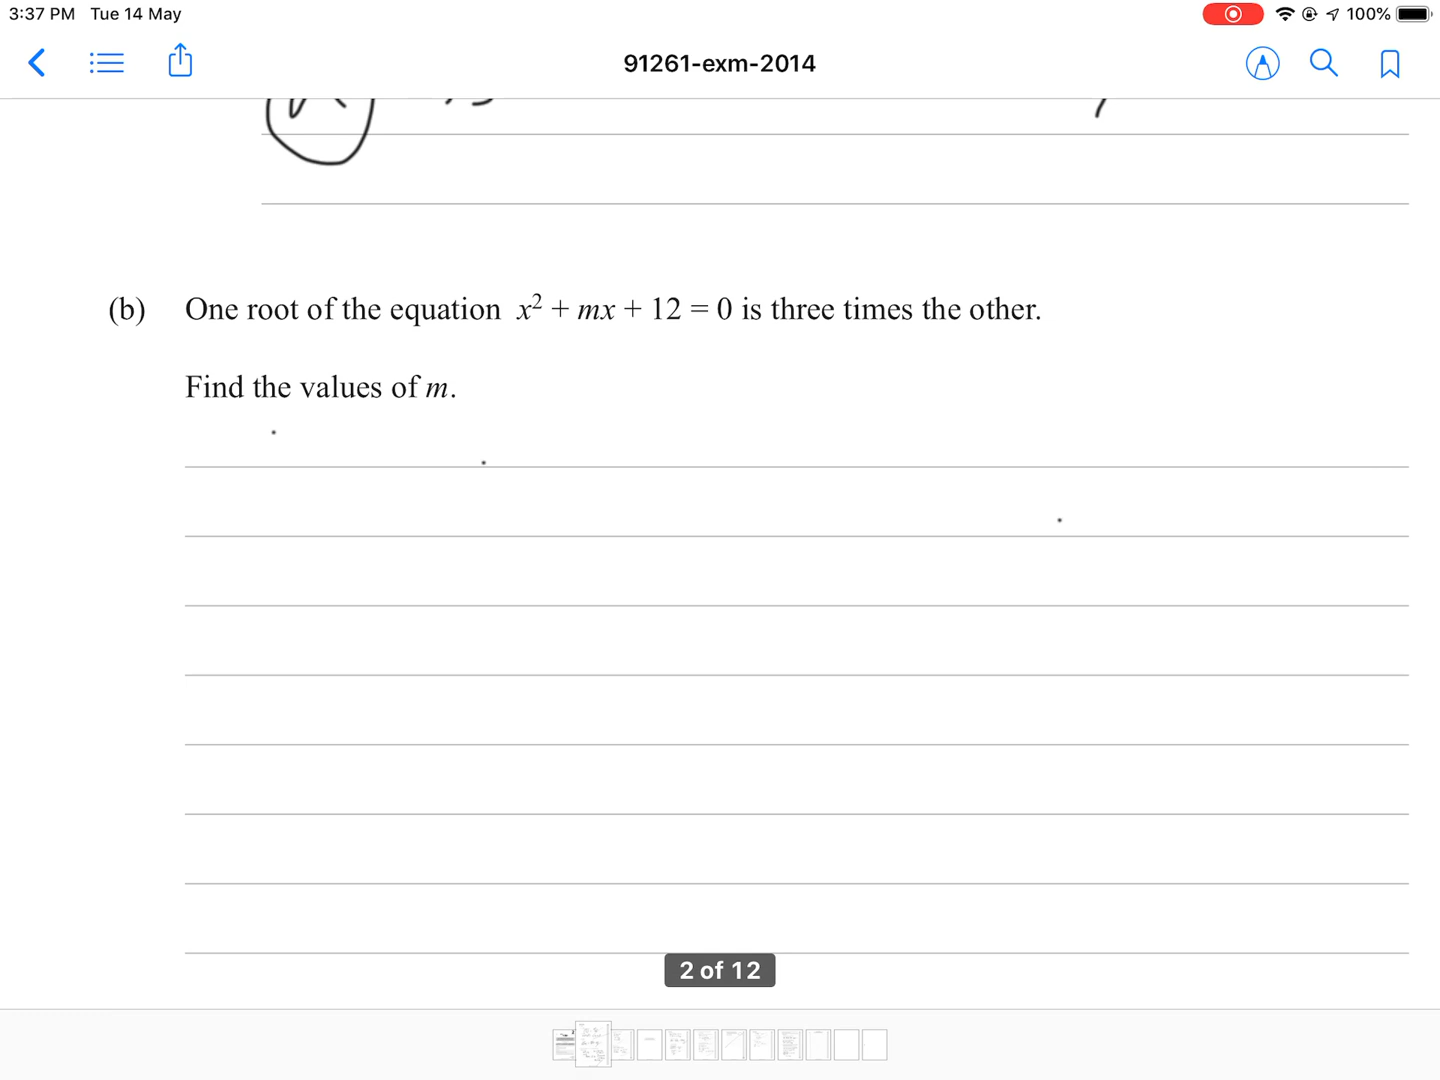 3:37 PM Tue 14 May 100%
91261-exm-2014
(b) One root of the equation x² + mx + 12 = 0 is three times the other.
Find the values of m.
2 of 12